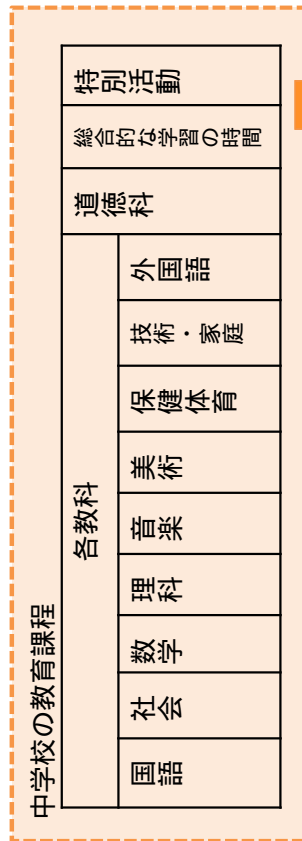 中学校の教育課程
各教科
国語
社会
数学
理科
音楽
美術
保健体育
技術・家庭
外国語
道徳科
総合的な学習の時間
特別活動